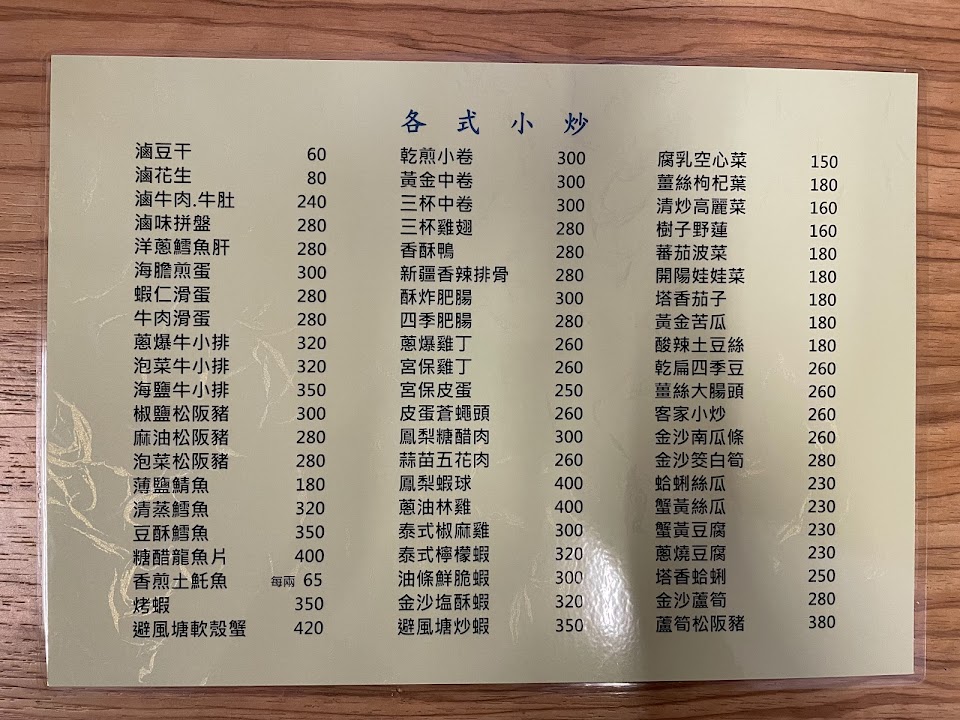 各式小炒
滷豆干 60
滷花生 80
滷牛肉.牛肚 240
滷味拼盤 280
洋蔥鱈魚肝 280
海膽煎蛋 300
蝦仁滑蛋 280
牛肉滑蛋 280
蔥爆牛小排 320
泡菜牛小排 320
海鹽牛小排 350
椒鹽松阪豬 300
麻油松阪豬 280
泡菜松阪豬 280
薄鹽鯖魚 180
清蒸鱈魚 320
豆酥鱈魚 350
糖醋龍魚片 400
香煎土魠魚 每兩 65
烤蝦 350
避風塘軟殼蟹 420
乾煎小卷 300
黃金中卷 300
三杯中卷 300
三杯雞翅 280
香酥鴨 280
新疆香辣排骨 280
酥炸肥腸 300
四季肥腸 280
蔥爆雞丁 260
宮保雞丁 260
宮保皮蛋 250
皮蛋蒼蠅頭 260
鳳梨糖醋肉 300
蒜苗五花肉 260
鳳梨蝦球 400
蔥油林雞 400
泰式椒麻雞 300
泰式檸檬蝦 320
油條鮮脆蝦 300
金沙塩酥蝦 320
避風塘炒蝦 350
腐乳空心菜 150
薑絲枸杞葉 180
清炒高麗菜 160
樹子野蓮 160
蕃茄波菜 180
開陽娃娃菜 180
塔香茄子 180
黃金苦瓜 180
酸辣土豆絲 180
乾扁四季豆 260
薑絲大腸頭 260
客家小炒 260
金沙南瓜條 260
金沙筊白筍 280
蛤蜊絲瓜 230
蟹黃絲瓜 230
蟹黃豆腐 230
蔥燒豆腐 230
塔香蛤蜊 250
金沙蘆筍 280
蘆筍松阪豬 380